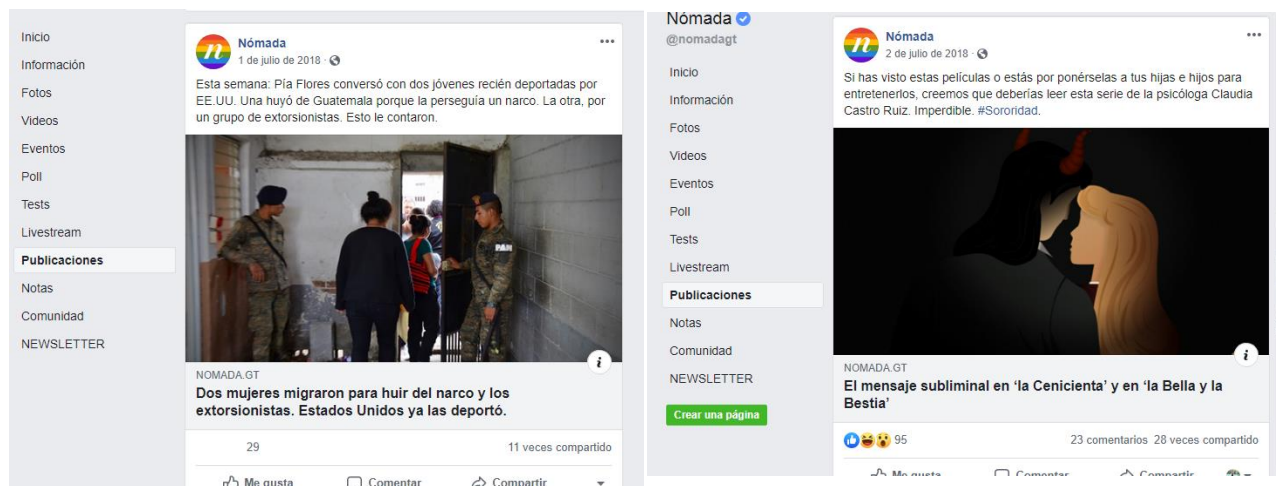 Inicio
Información
Fotos
Videos
Eventos
Poll
Tests
Livestream
Publicaciones
Notas
Comunidad
NEWSLETTER
n
Nómada
1 de julio de 2018 ·
Esta semana: Pía Flores conversó con dos jóvenes recién deportadas por
EE.UU. Una huyó de Guatemala porque la perseguía un narco. La otra, por
un grupo de extorsionistas. Esto le contaron.
i
NOMADA.GT
Dos mujeres migraron para huir del narco y los
extorsionistas. Estados Unidos ya las deportó.
29 11 veces compartido
Me gusta Comentar Compartir
Nómada
@nomadagt
Inicio
Información
Fotos
Videos
Eventos
Poll
Tests
Livestream
Publicaciones
Notas
Comunidad
NEWSLETTER
Crear una página
n
Nómada
2 de julio de 2018 ·
Si has visto estas películas o estás por ponérselas a tus hijas e hijos para
entretenerlos, creemos que deberías leer esta serie de la psicóloga Claudia
Castro Ruiz. Imperdible. #Sororidad.
i
NOMADA.GT
El mensaje subliminal en ‘la Cenicienta’ y en ‘la Bella y la
Bestia’
95 23 comentarios 28 veces compartido
Me gusta Comentar Compartir